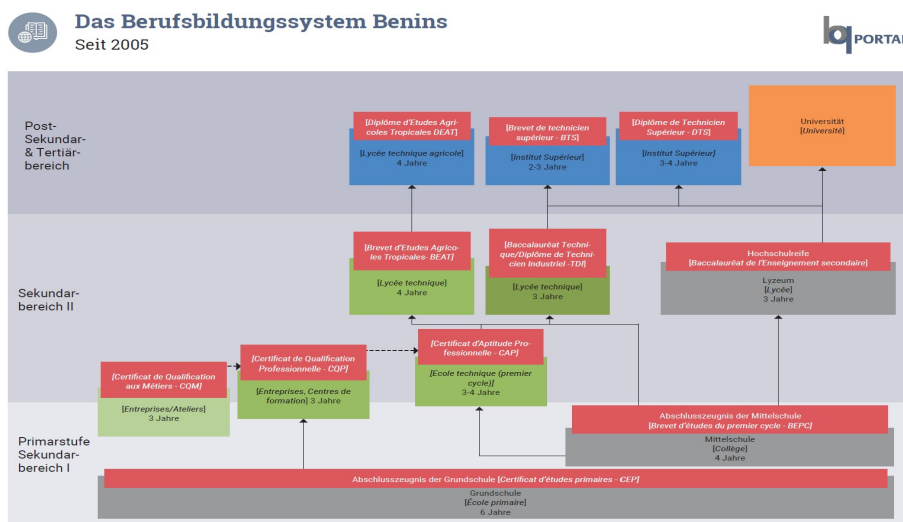 Das Berufsbildungssystem Benins
Seit 2005
bq PORTAL
Post-
Sekundar-
& Tertiär-
bereich
[Diplôme d'Etudes Agri-
coles Tropicales DEAT]
[Lycée technique agricole]
4 Jahre
[Brevet de technicien
supérieur - BTS]
[Institut Supérieur]
2-3 Jahre
[Diplôme de Technicien
Supérieur - DTS]
[Institut Supérieur]
3-4 Jahre
Universität
[Université]
Sekundar-
bereich II
[Brevet d'Etudes Agrico-
les Tropicales- BEAT]
[Lycée technique]
4 Jahre
[Baccalauréat Techni-
que/Diplôme de Techni-
cien Industriel -TDI]
[Lycée technique]
3 Jahre
Hochschulreife
[Baccalauréat de l'Enseignement secondaire]
Lyzeum
[Lycée]
3 Jahre
[Certificat de Qualification
aux Métiers - CQM]
[Entreprises/Ateliers]
3 Jahre
[Certificat de Qualification
Professionnelle - CQP]
[Entreprises, Centres de
formation] 3 Jahre
[Certificat d'Aptitude Pro-
fessionnelle - CAP]
[Ecole technique (premier
cycle)]
3-4 Jahre
Primarstufe
Sekundar-
bereich I
Abschlusszeugnis der Mittelschule
[Brevet d'études du premier cycle - BEPC]
Mittelschule
[Collège]
4 Jahre
Abschlusszeugnis der Grundschule [Certificat d'études primaires - CEP]
Grundschule
[École primaire]
6 Jahre